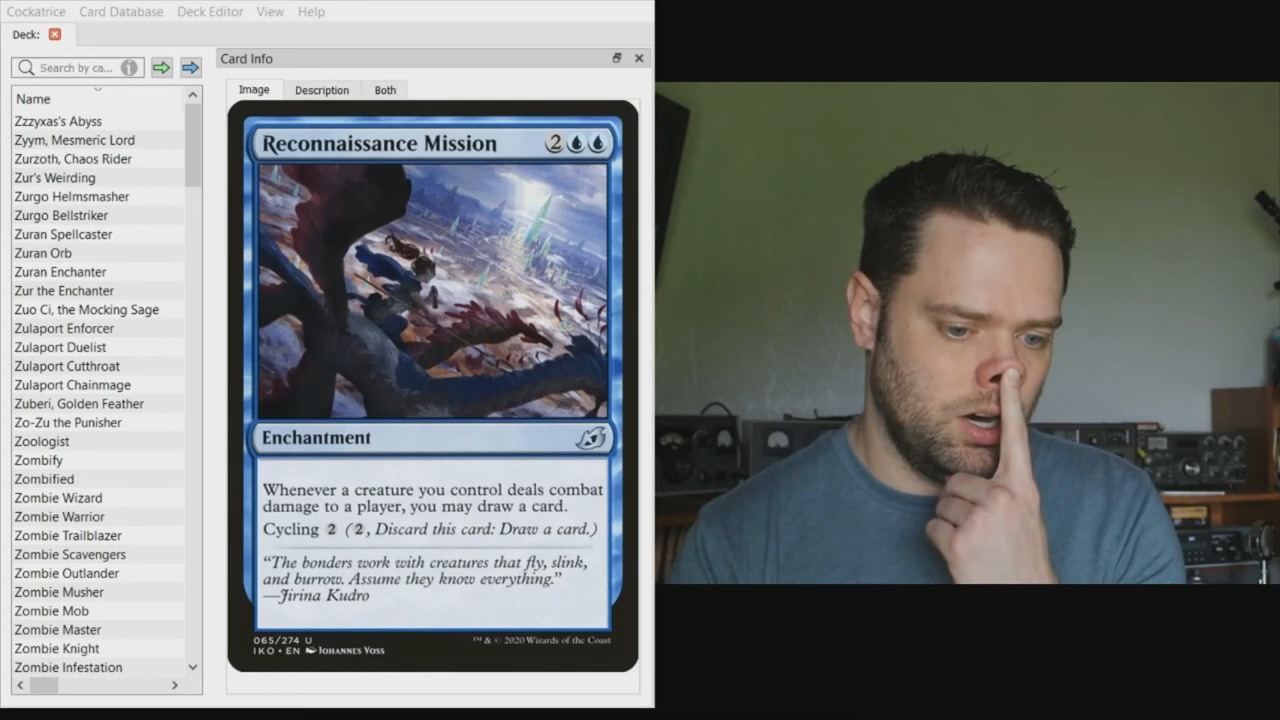 Cockatrice Card Database Deck Editor View Help
Deck:
Search by ca...
Card Info
Image Description Both
Name
Zzzyxas's Abyss
Zyym, Mesmeric Lord
Zurzoth, Chaos Rider
Zur's Weirding
Zurgo Helmsmasher
Zurgo Bellstriker
Zuran Spellcaster
Zuran Orb
Zuran Enchanter
Zur the Enchanter
Zuo Ci, the Mocking Sage
Zulaport Enforcer
Zulaport Duelist
Zulaport Cutthroat
Zulaport Chainmage
Zuberi, Golden Feather
Zo-Zu the Punisher
Zoologist
Zombify
Zombified
Zombie Wizard
Zombie Warrior
Zombie Trailblazer
Zombie Scavengers
Zombie Outlander
Zombie Musher
Zombie Mob
Zombie Master
Zombie Knight
Zombie Infestation
Reconnaissance Mission 2
Enchantment
Whenever a creature you control deals combat
damage to a player, you may draw a card.
Cycling 2 (2, Discard this card: Draw a card.)
“The bonders work with creatures that fly, slink,
and burrow. Assume they know everything.”
—Jirina Kudro
065/274 U
IKO • EN Johannes Voss
™ & © 2020 Wizards of the Coast